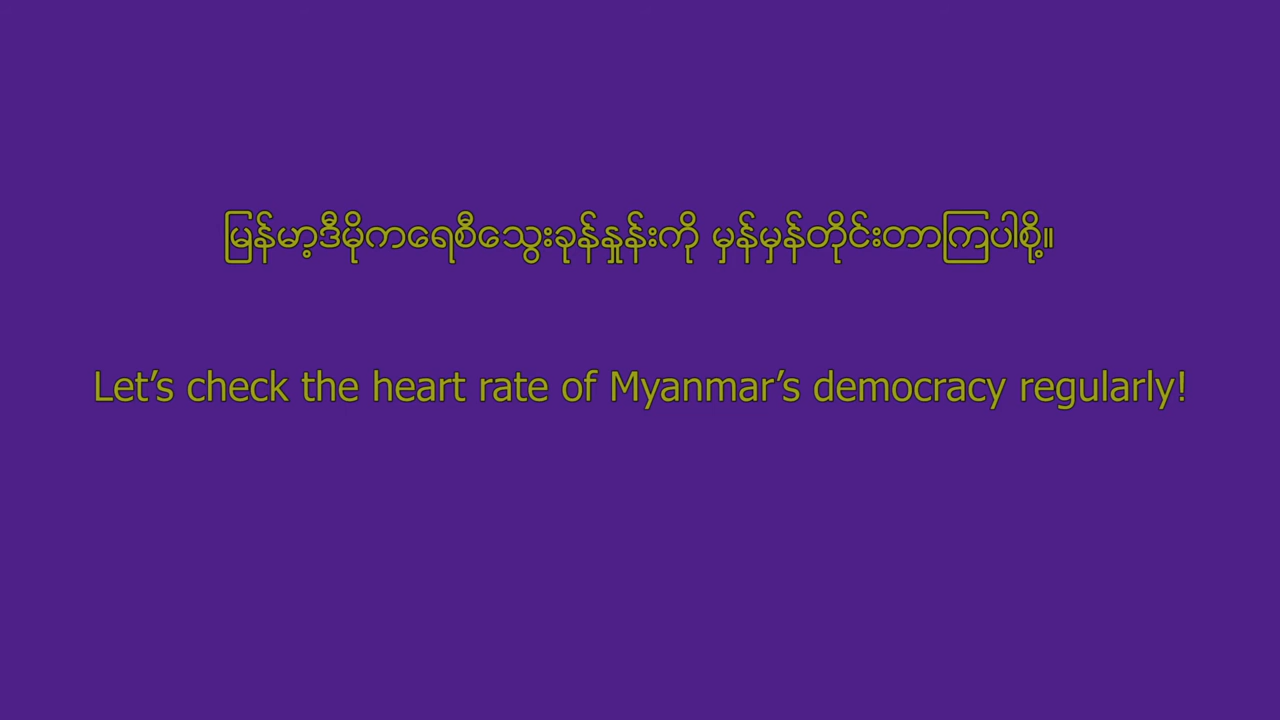 မြန်မာ့ဒီမိုကရေစီသွေးခုန်နှုန်းကို မှန်မှန်တိုင်းတာကြပါစို့။
Let’s check the heart rate of Myanmar’s democracy regularly!